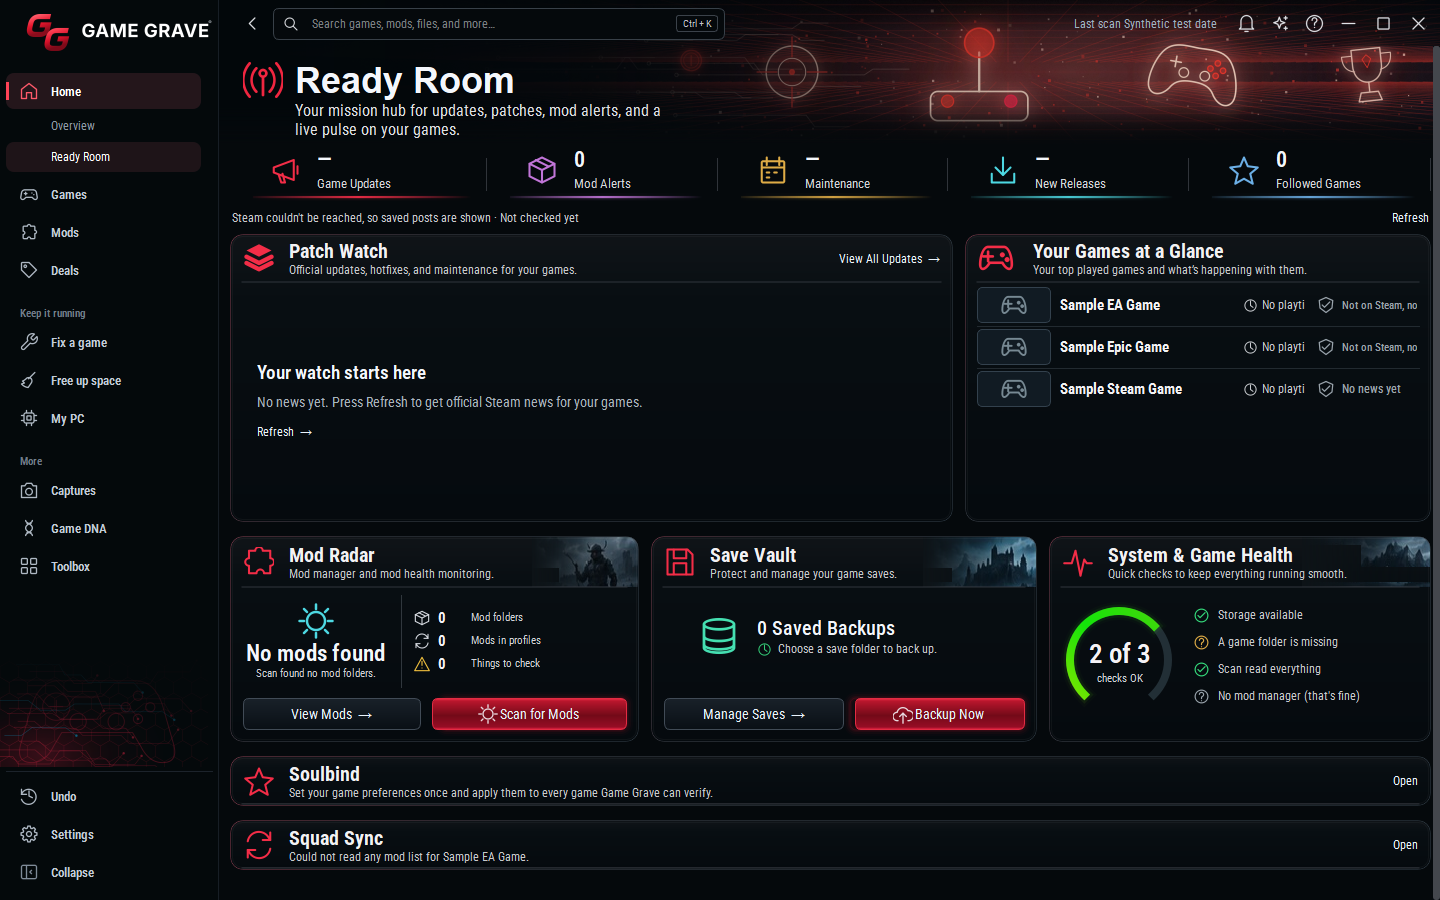 GAME GRAVE
Search games, mods, files, and more...
Ctrl + K
Last scan Synthetic test date
Home
Overview
Ready Room
Games
Mods
Deals
Keep it running
Fix a game
Free up space
My PC
More
Captures
Game DNA
Toolbox
Undo
Settings
Collapse
Ready Room
Your mission hub for updates, patches, mod alerts, and a
live pulse on your games.
—
Game Updates
0
Mod Alerts
—
Maintenance
—
New Releases
0
Followed Games
Steam couldn't be reached, so saved posts are shown · Not checked yet
Refresh
Patch Watch
Official updates, hotfixes, and maintenance for your games.
View All Updates →
Your watch starts here
No news yet. Press Refresh to get official Steam news for your games.
Refresh →
Your Games at a Glance
Your top played games and what's happening with them.
Sample EA Game No playti Not on Steam, no
Sample Epic Game No playti Not on Steam, no
Sample Steam Game No playti No news yet
Mod Radar
Mod manager and mod health monitoring.
No mods found
Scan found no mod folders.
0 Mod folders
0 Mods in profiles
0 Things to check
View Mods →
Scan for Mods
Save Vault
Protect and manage your game saves.
0 Saved Backups
Choose a save folder to back up.
Manage Saves →
Backup Now
System & Game Health
Quick checks to keep everything running smooth.
2 of 3
checks OK
Storage available
A game folder is missing
Scan read everything
No mod manager (that's fine)
Soulbind
Set your game preferences once and apply them to every game Game Grave can verify.
Open
Squad Sync
Could not read any mod list for Sample EA Game.
Open